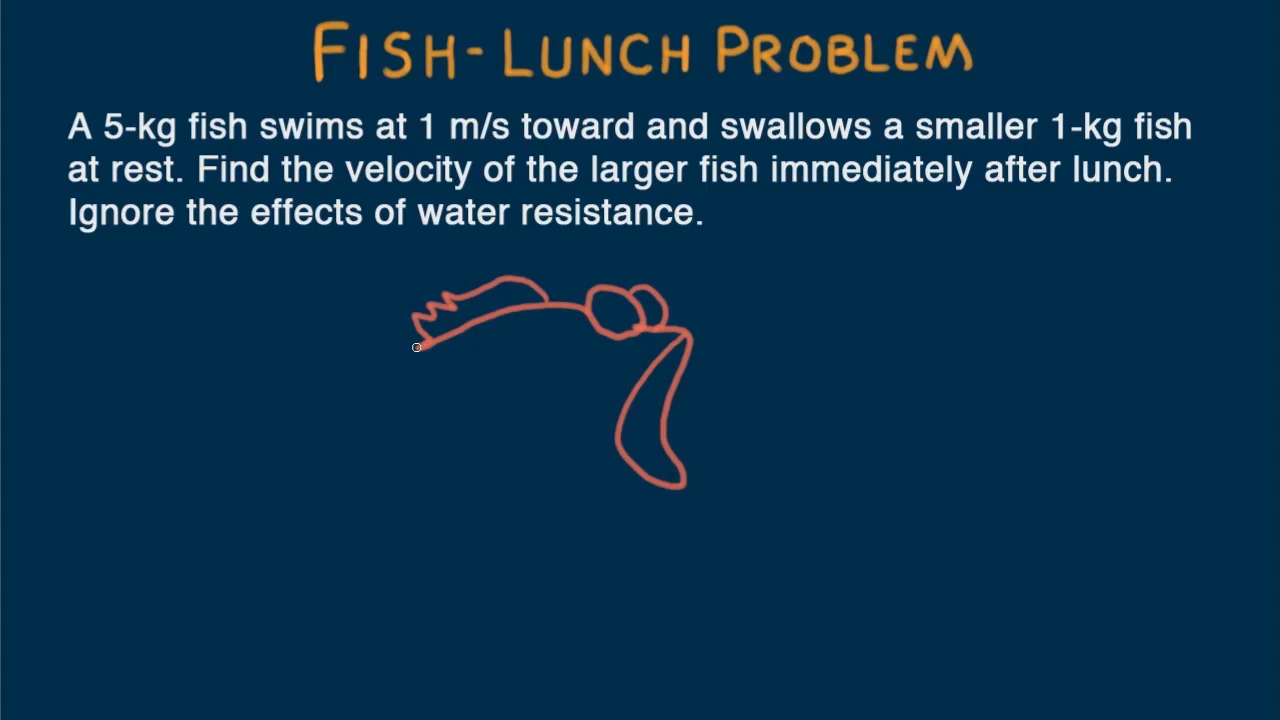 FISH-LUNCH PROBLEM
A 5-kg fish swims at 1 m/s toward and swallows a smaller 1-kg fish
at rest. Find the velocity of the larger fish immediately after lunch.
Ignore the effects of water resistance.